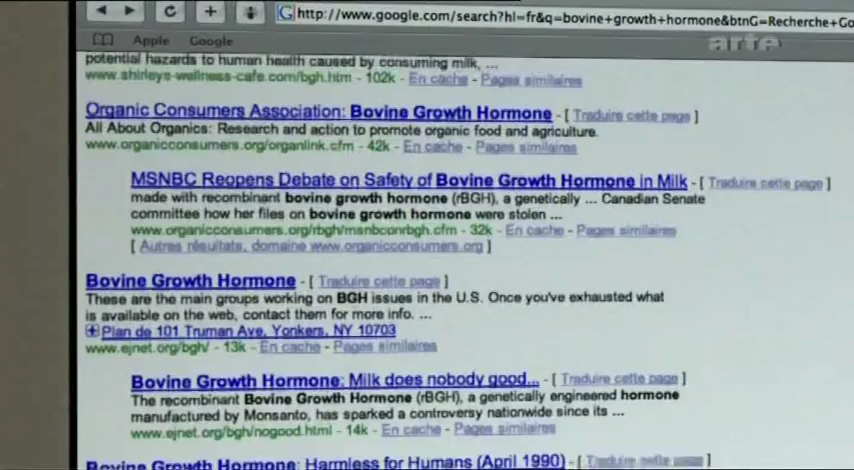 http://www.google.com/search?hl=fr&q=bovine+growth+hormone&btnG=Recherche+Go
arte
Apple Google
potential hazards to human health caused by consuming milk, ...
www.shirleys-wellness-cafe.com/bgh.htm - 102k - En cache - Pages similaires
Organic Consumers Association: Bovine Growth Hormone - [ Traduire cette page ]
All About Organics: Research and action to promote organic food and agriculture.
www.organicconsumers.org/organlink.cfm - 42k - En cache - Pages similaires
MSNBC Reopens Debate on Safety of Bovine Growth Hormone in Milk - [ Traduire cette page ]
made with recombinant bovine growth hormone (rBGH), a genetically ... Canadian Senate
committee how her files on bovine growth hormone were stolen ...
www.organicconsumers.org/rbgh/msnbconrbgh.cfm - 32k - En cache - Pages similaires
[ Autres résultats, domaine www.organicconsumers.org ]
Bovine Growth Hormone - [ Traduire cette page ]
These are the main groups working on BGH issues in the U.S. Once you've exhausted what
is available on the web, contact them for more info. ...
Plan de 101 Truman Ave, Yonkers, NY 10703
www.ejnet.org/bgh/ - 13k - En cache - Pages similaires
Bovine Growth Hormone: Milk does nobody good... - [ Traduire cette page ]
The recombinant Bovine Growth Hormone (rBGH), a genetically engineered hormone
manufactured by Monsanto, has sparked a controversy nationwide since its ...
www.ejnet.org/bgh/nogood.html - 14k - En cache - Pages similaires
Bovine Growth Hormone: Harmless for Humans (April 1990) - [ Traduire cette page ]